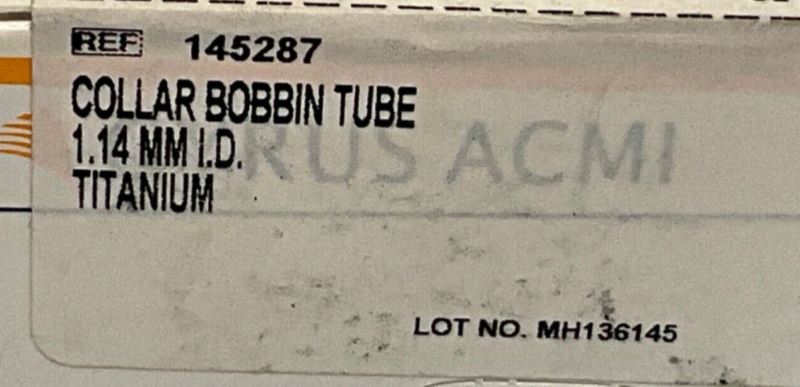 REF 145287
COLLAR BOBBIN TUBE
1.14 MM I.D.
RUS ACMI
TITANIUM
LOT NO. MH136145